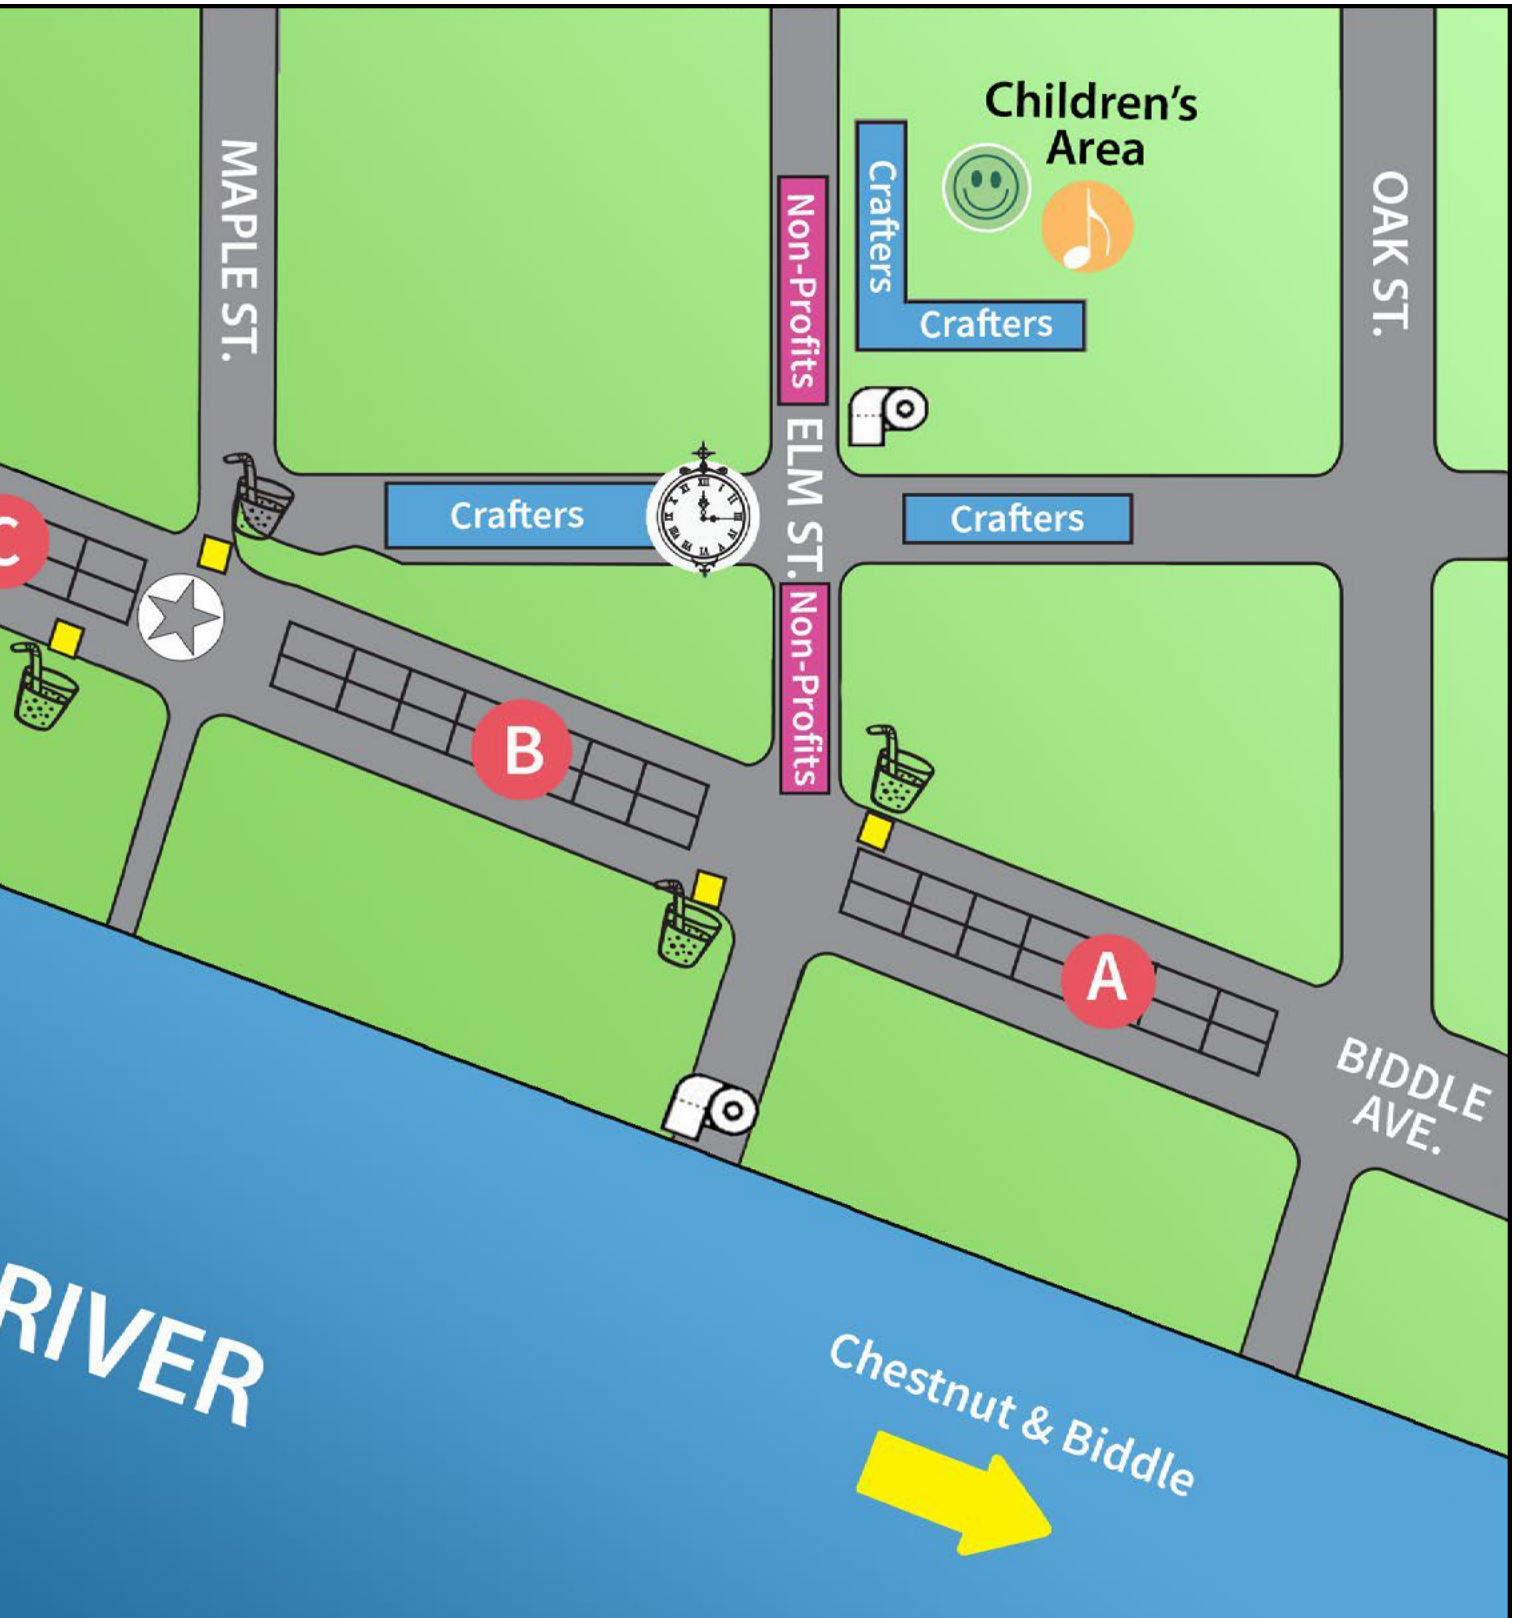 Children's
Area
MAPLE ST.
Crafters
Non-Profits
OAK ST.
Crafters
ELM ST.
Crafters
Crafters
C
Non-Profits
B
A
BIDDLE
AVE.
RIVER
Chestnut & Biddle